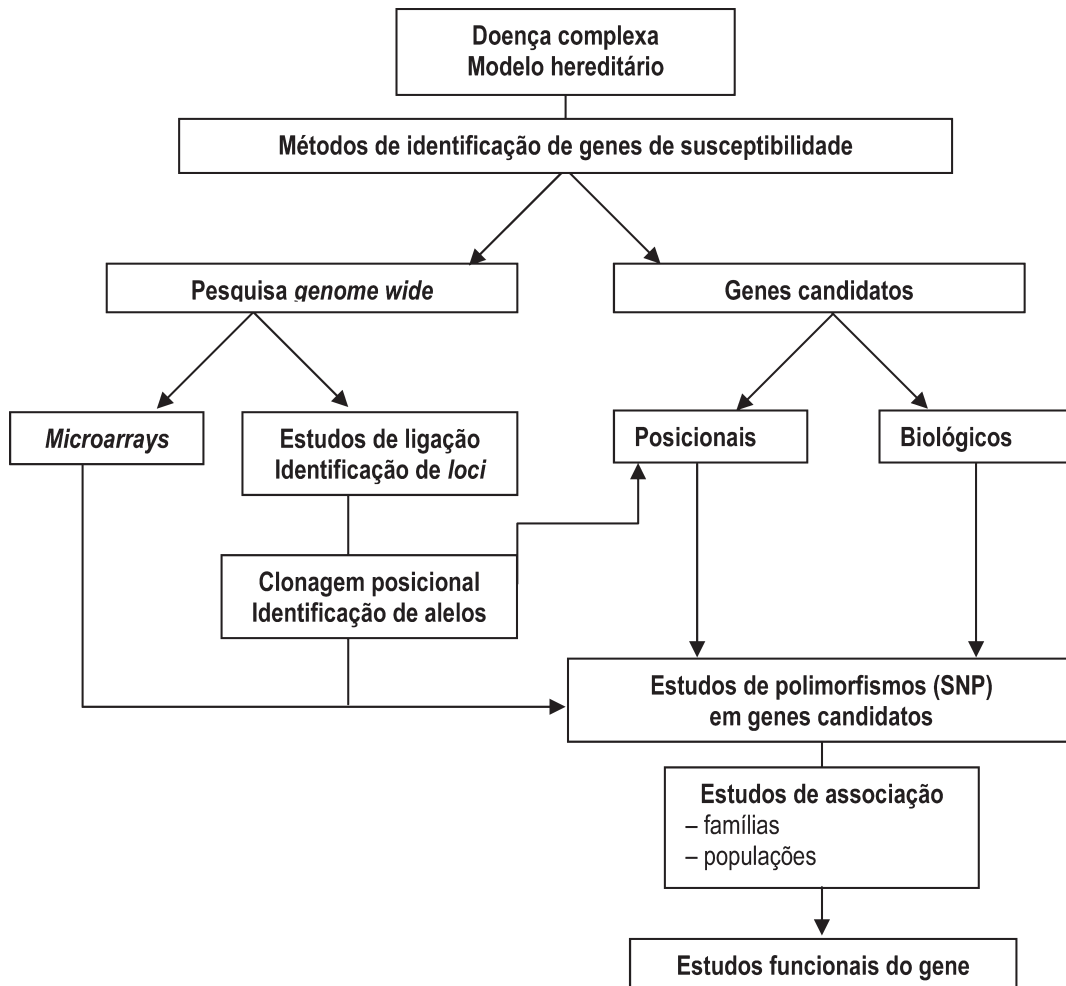 Doença complexa
Modelo hereditário
Métodos de identificação de genes de susceptibilidade
Pesquisa genome wide
Genes candidatos
Microarrays
Estudos de ligação
Identificação de loci
Posicionais
Biológicos
Clonagem posicional
Identificação de alelos
Estudos de polimorfismos (SNP)
em genes candidatos
Estudos de associação
– famílias
– populações
Estudos funcionais do gene